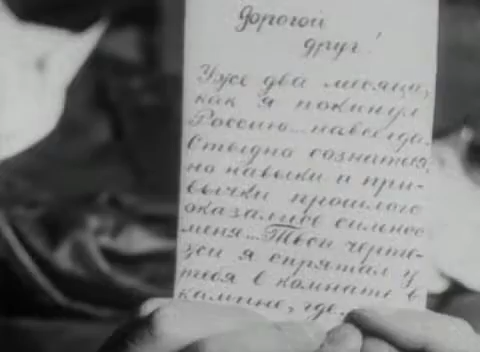 Дорогой
друг!
Уже два месяца,
как я покинул
Россию... навсегда.
Стыдно сознаться,
но навыки и при-
вычки прошлого
оказались сильнее
меня... Твои черте-
жи я спрятал у
тебя в комнате в
камине, где